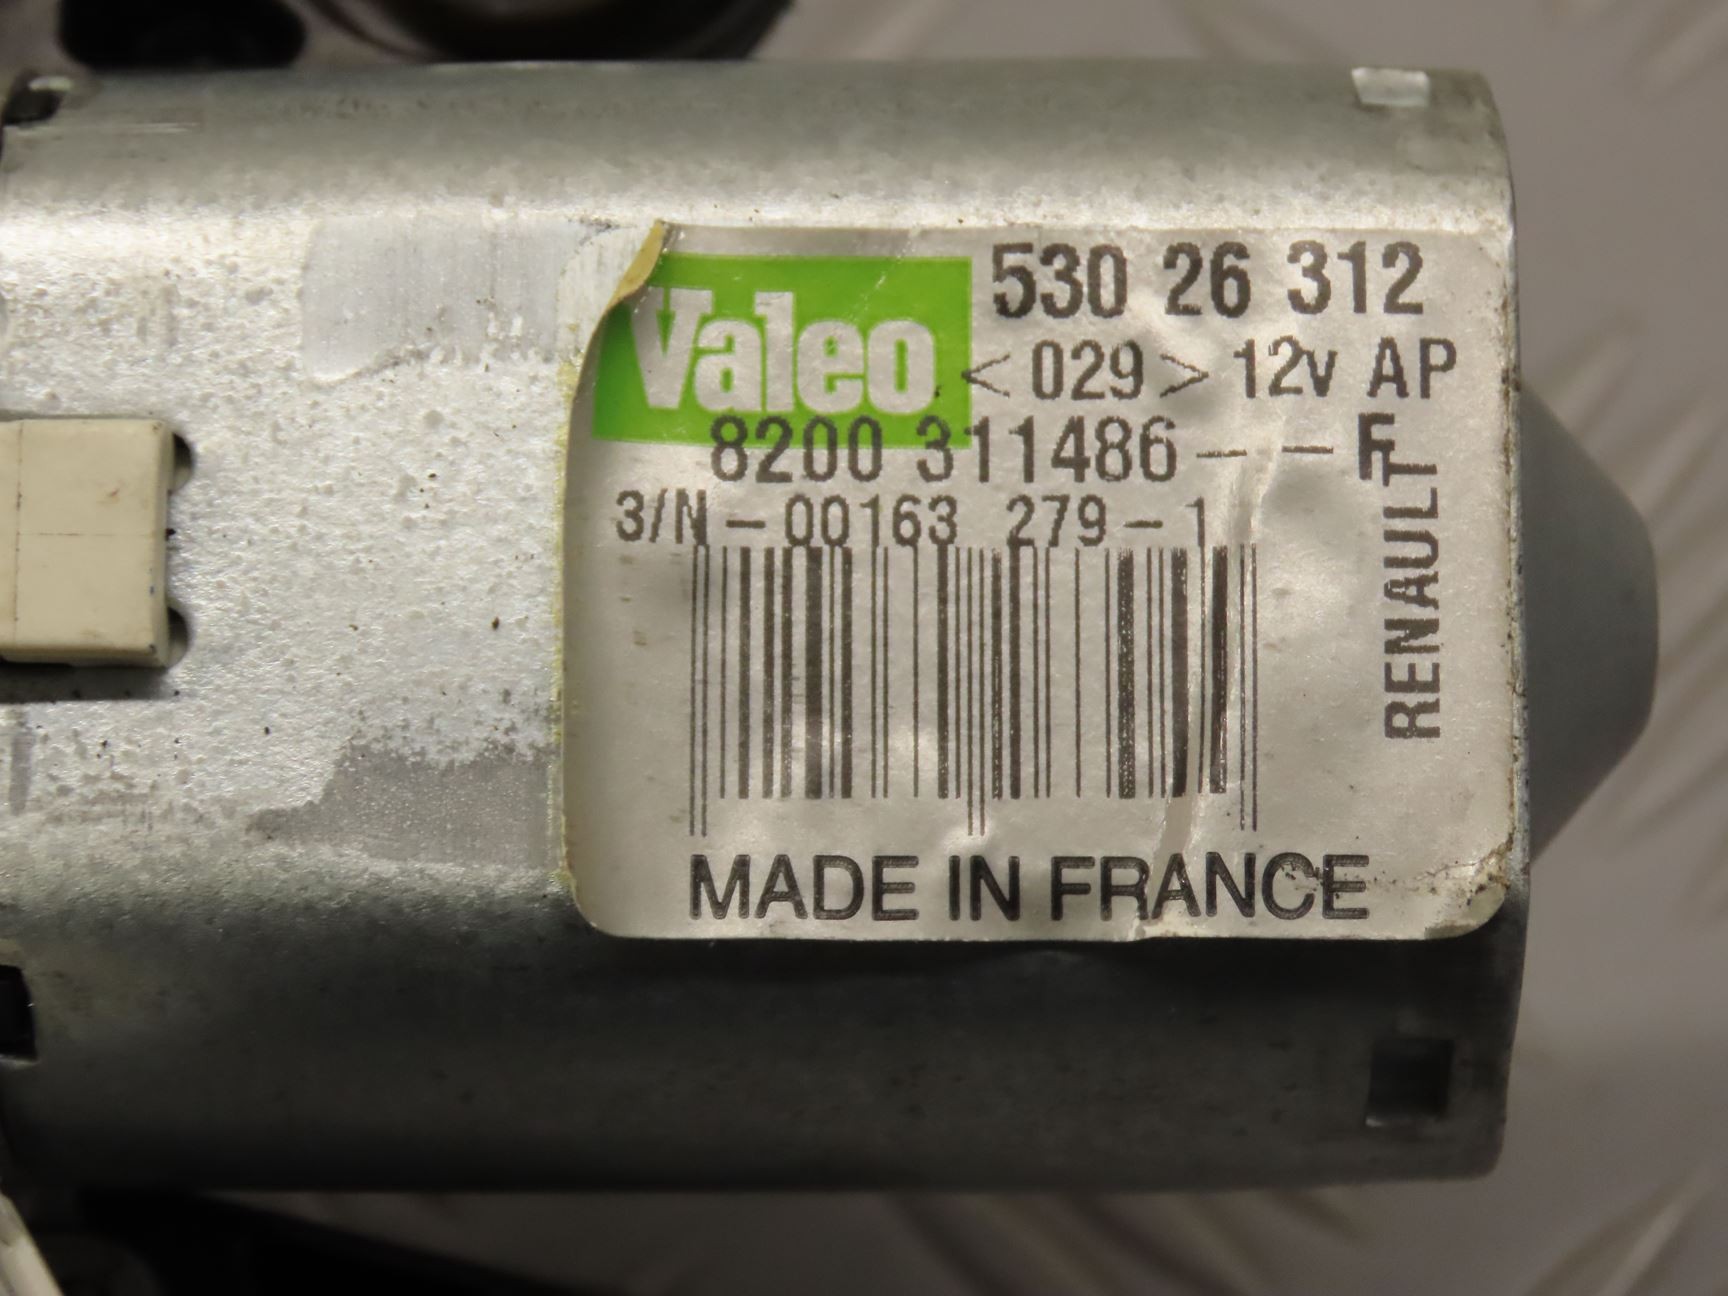 Valeo
530 26 312
< 029 > 12v AP
8200 311486 - - F
3/N - 00163 279 - 1
RENAULT
MADE IN FRANCE